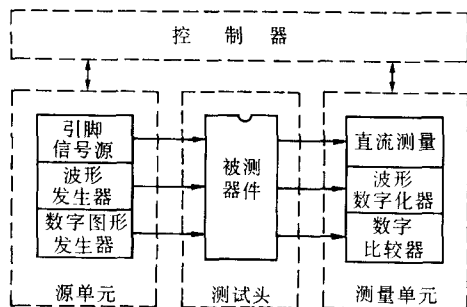 控制器
引脚
信号源
波形
发生器
数字图形
发生器
被测
器件
直流测量
波形
数字化器
数字
比较器
源单元
测试头
测量单元